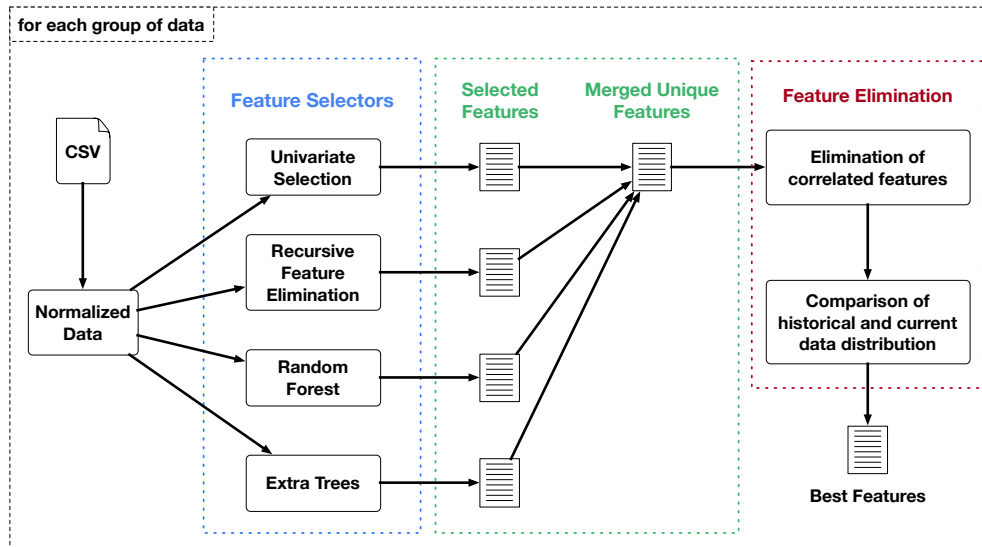 for each group of data
Feature Selectors
Selected
Features
Merged Unique
Features
Feature Elimination
CSV
Univariate
Selection
Elimination of
correlated features
Recursive
Feature
Elimination
Normalized
Data
Comparison of
historical and current
data distribution
Random
Forest
Extra Trees
Best Features